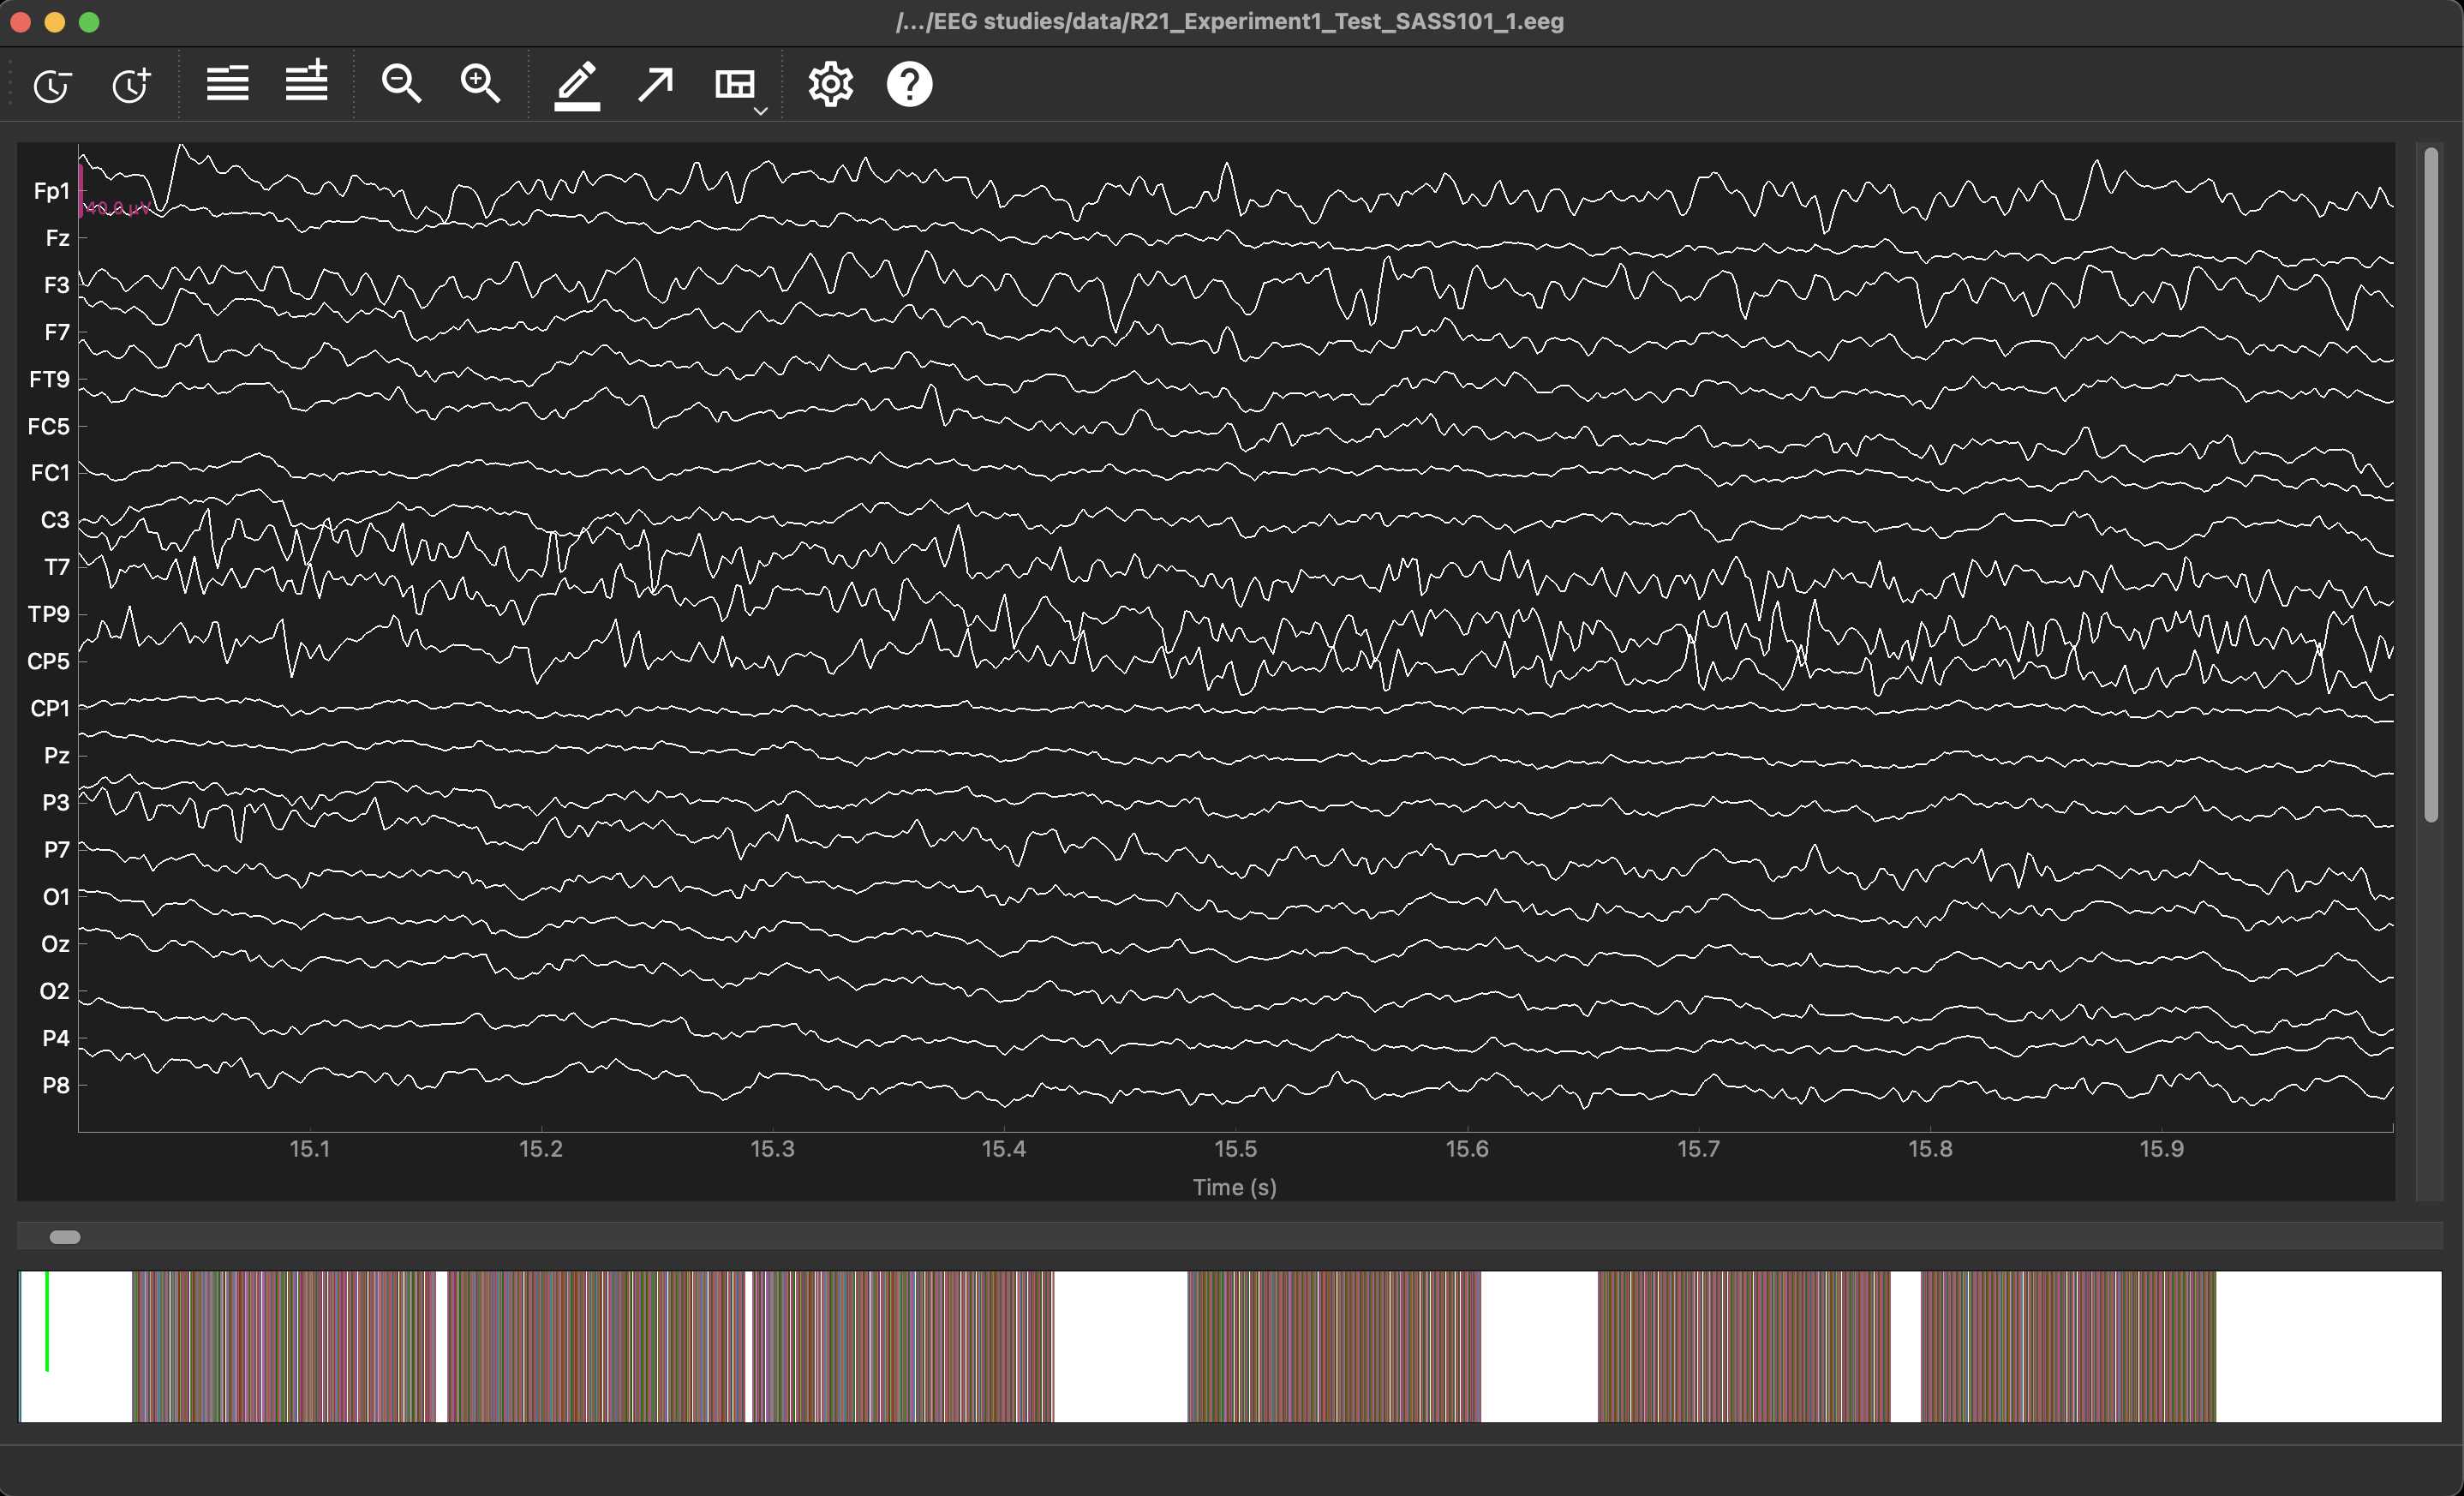 /.../EEG studies/data/R21_Experiment1_Test_SASS101_1.eeg
Fp1
40.0 µV
Fz
F3
F7
FT9
FC5
FC1
C3
T7
TP9
CP5
CP1
Pz
P3
P7
O1
Oz
O2
P4
P8
15.1 15.2 15.3 15.4 15.5 15.6 15.7 15.8 15.9
Time (s)